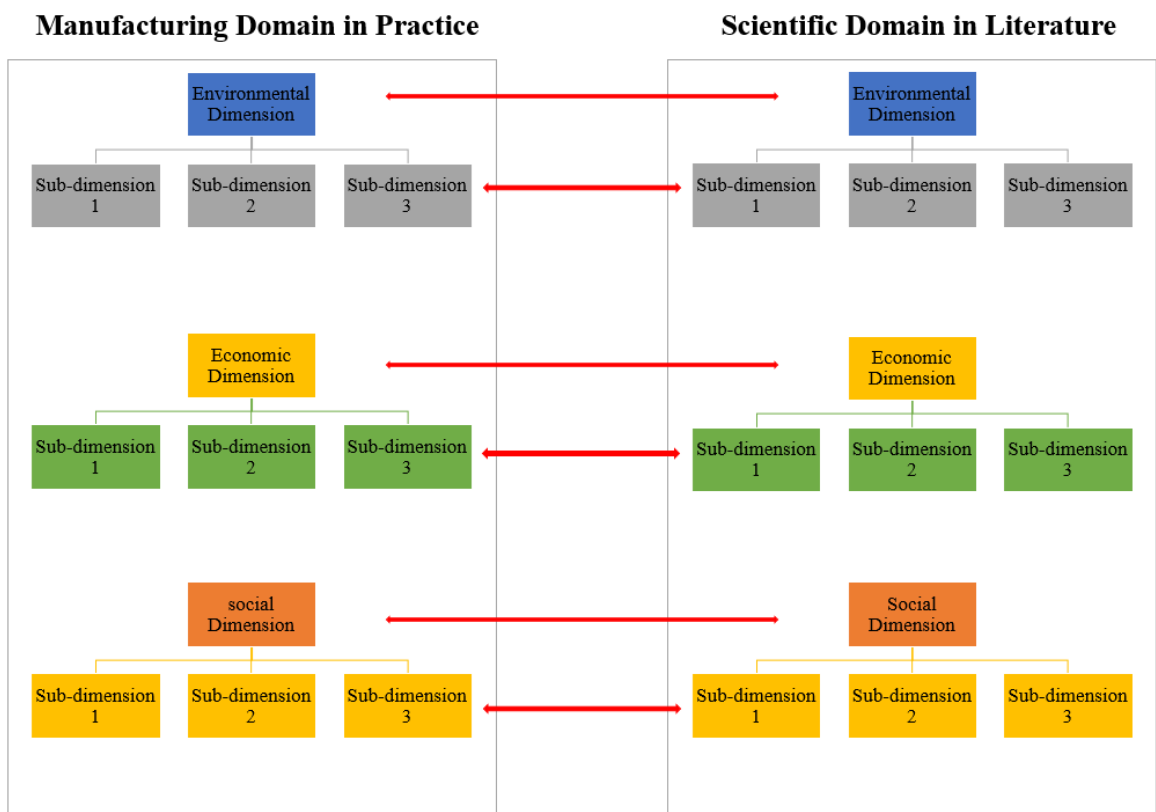 Manufacturing Domain in Practice
Scientific Domain in Literature
Environmental
Dimension
Environmental
Dimension
Sub-dimension
1
Sub-dimension
2
Sub-dimension
3
Sub-dimension
1
Sub-dimension
2
Sub-dimension
3
Economic
Dimension
Economic
Dimension
Sub-dimension
1
Sub-dimension
2
Sub-dimension
3
Sub-dimension
1
Sub-dimension
2
Sub-dimension
3
social
Dimension
Social
Dimension
Sub-dimension
1
Sub-dimension
2
Sub-dimension
3
Sub-dimension
1
Sub-dimension
2
Sub-dimension
3